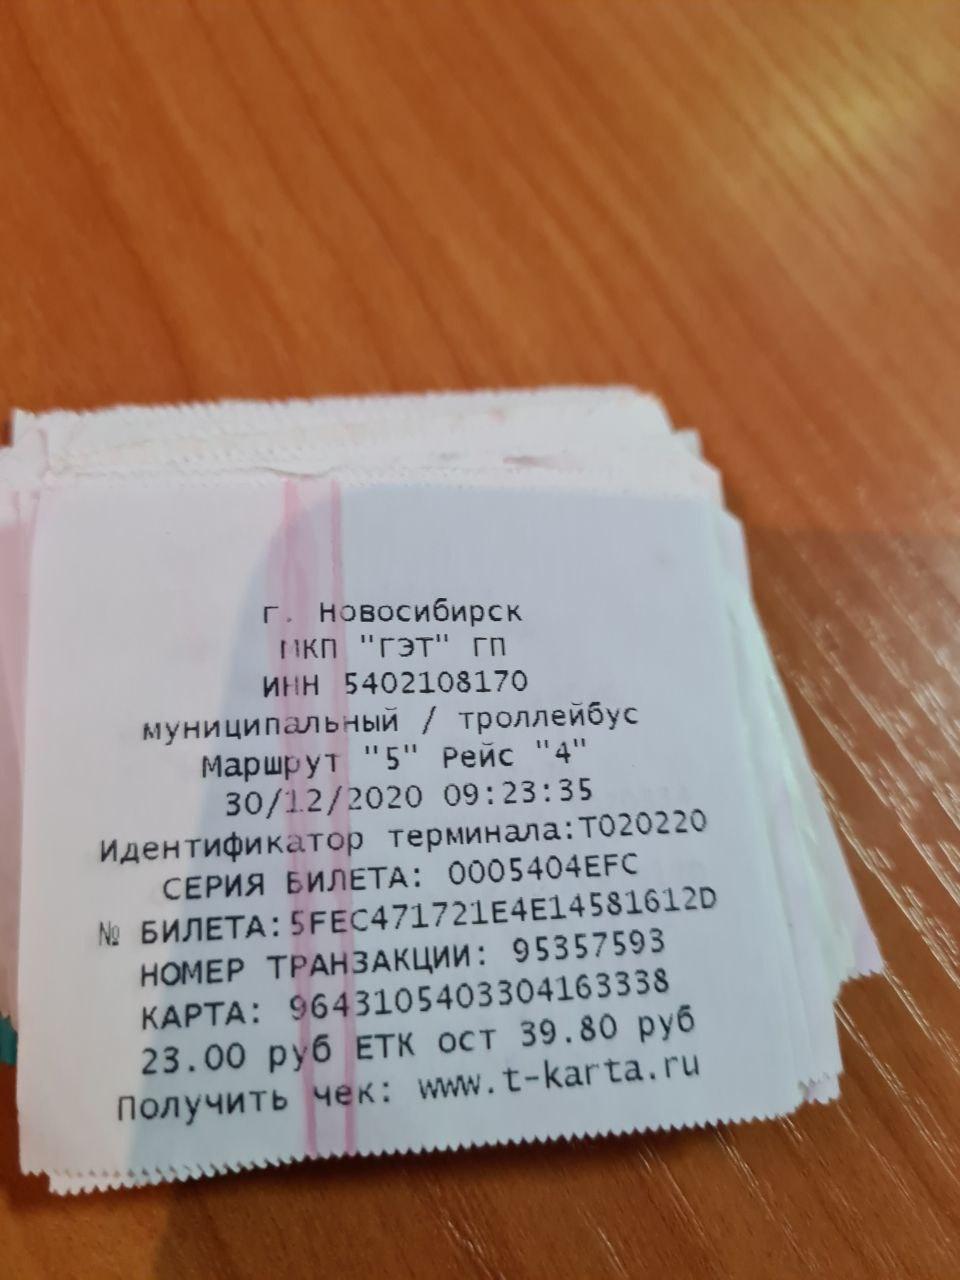 г. Новосибирск
МКП "ГЭТ" ГП
ИНН 5402108170
муниципальный / троллейбус
Маршрут "5" Рейс "4"
30/12/2020 09:23:35
Идентификатор терминала:Т020220
СЕРИЯ БИЛЕТА: 0005404EFC
№ БИЛЕТА:5FEC471721E4E14581612D
НОМЕР ТРАНЗАКЦИИ: 95357593
КАРТА: 9643105403304163338
23.00 руб ЕТК ост 39.80 руб
Получить чек: www.t-karta.ru